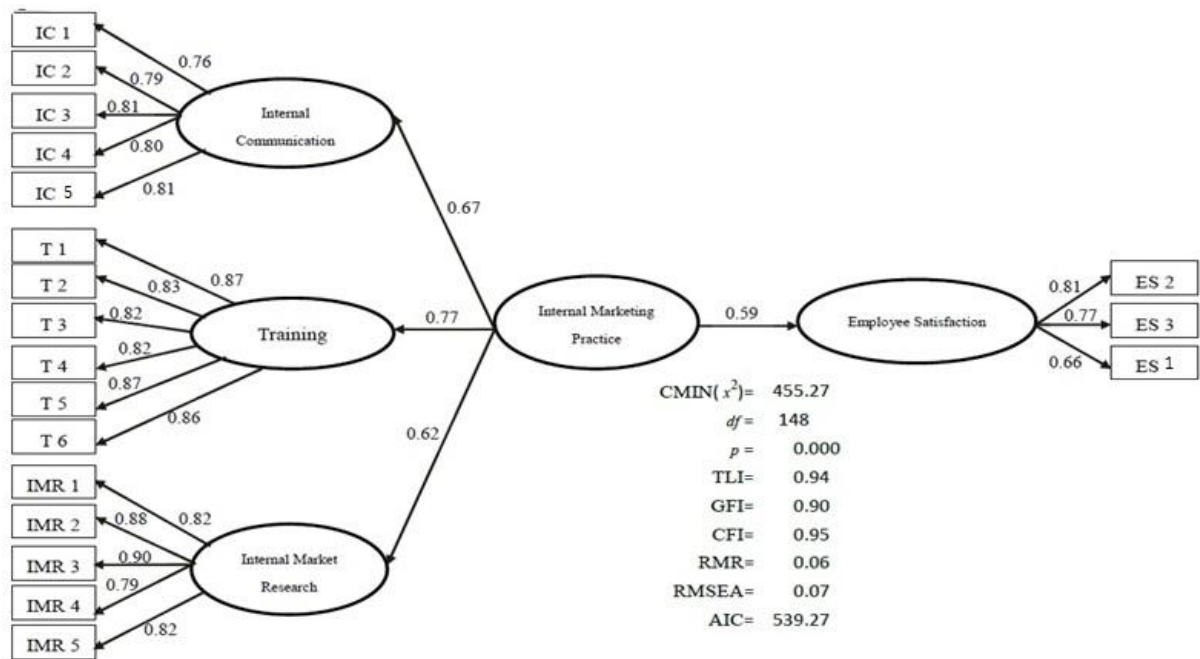 IC 1
IC 2
IC 3
IC 4
IC 5
0.76
0.79
0.81
0.80
0.81
Internal
Communication
0.67
T 1
T 2
T 3
T 4
T 5
T 6
0.87
0.83
0.82
0.82
0.87
0.86
Training
0.77
IMR 1
IMR 2
IMR 3
IMR 4
IMR 5
0.82
0.88
0.90
0.79
0.82
Internal Market
Research
0.62
Internal Marketing
Practice
0.59
Employee Satisfaction
0.81
0.77
0.66
ES 2
ES 3
ES 1
CMIN(x²)= 455.27
df = 148
p = 0.000
TLI= 0.94
GFI= 0.90
CFI= 0.95
RMR= 0.06
RMSEA= 0.07
AIC= 539.27